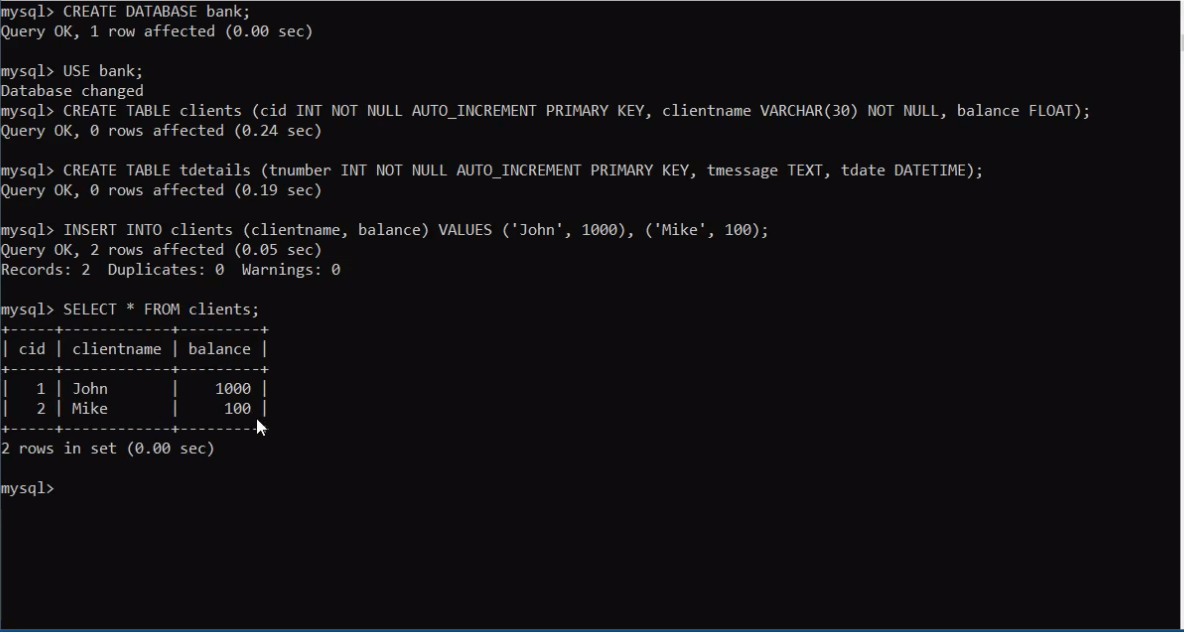 mysql> CREATE DATABASE bank;
Query OK, 1 row affected (0.00 sec)
mysql> USE bank;
Database changed
mysql> CREATE TABLE clients (cid INT NOT NULL AUTO_INCREMENT PRIMARY KEY, clientname VARCHAR(30) NOT NULL, balance FLOAT);
Query OK, 0 rows affected (0.24 sec)
mysql> CREATE TABLE tdetails (tnumber INT NOT NULL AUTO_INCREMENT PRIMARY KEY, tmessage TEXT, tdate DATETIME);
Query OK, 0 rows affected (0.19 sec)
mysql> INSERT INTO clients (clientname, balance) VALUES ('John', 1000), ('Mike', 100);
Query OK, 2 rows affected (0.05 sec)
Records: 2  Duplicates: 0  Warnings: 0
mysql> SELECT * FROM clients;
+-----+------------+---------+
| cid | clientname | balance |
+-----+------------+---------+
|   1 | John       |    1000 |
|   2 | Mike       |     100 |
+-----+------------+---------+
2 rows in set (0.00 sec)
mysql>